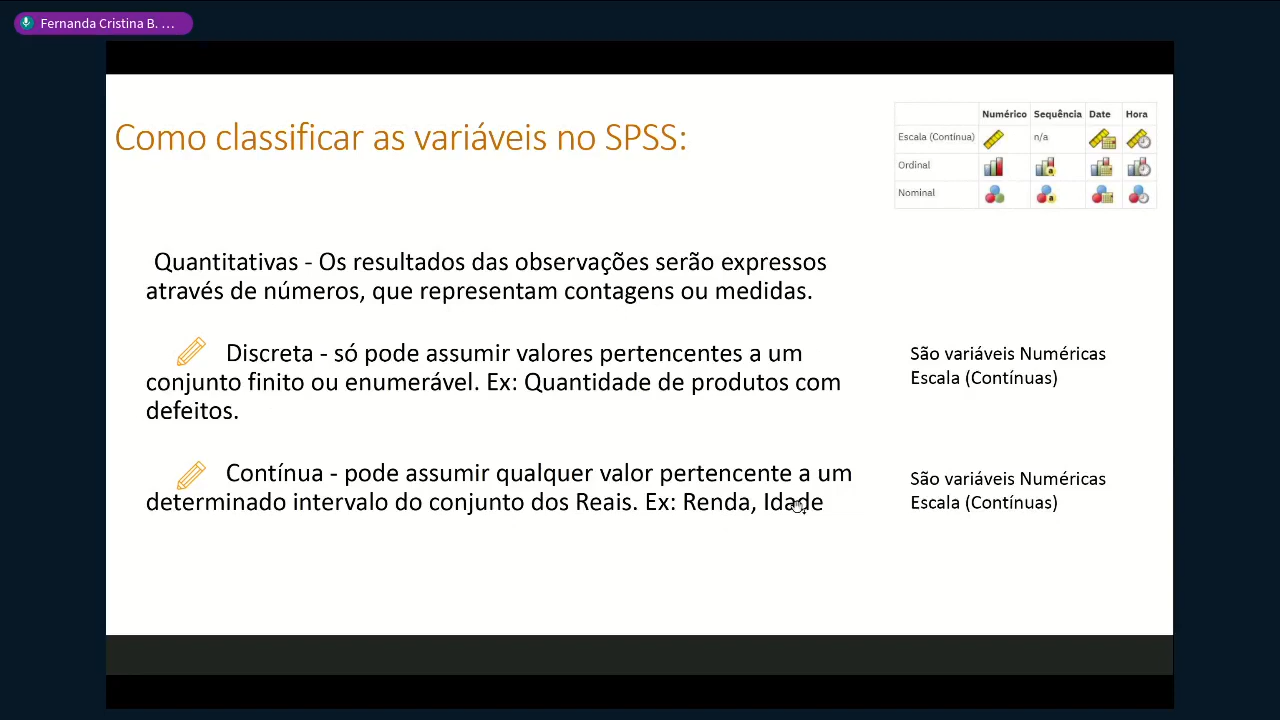 Fernanda Cristina B. ...
Como classificar as variáveis no SPSS:
Numérico Sequência Date Hora
Escala (Contínua) n/a
Ordinal a
Nominal a
Quantitativas - Os resultados das observações serão expressos
através de números, que representam contagens ou medidas.
Discreta - só pode assumir valores pertencentes a um
conjunto finito ou enumerável. Ex: Quantidade de produtos com
defeitos.
São variáveis Numéricas
Escala (Contínuas)
Contínua - pode assumir qualquer valor pertencente a um
determinado intervalo do conjunto dos Reais. Ex: Renda, Idade
São variáveis Numéricas
Escala (Contínuas)